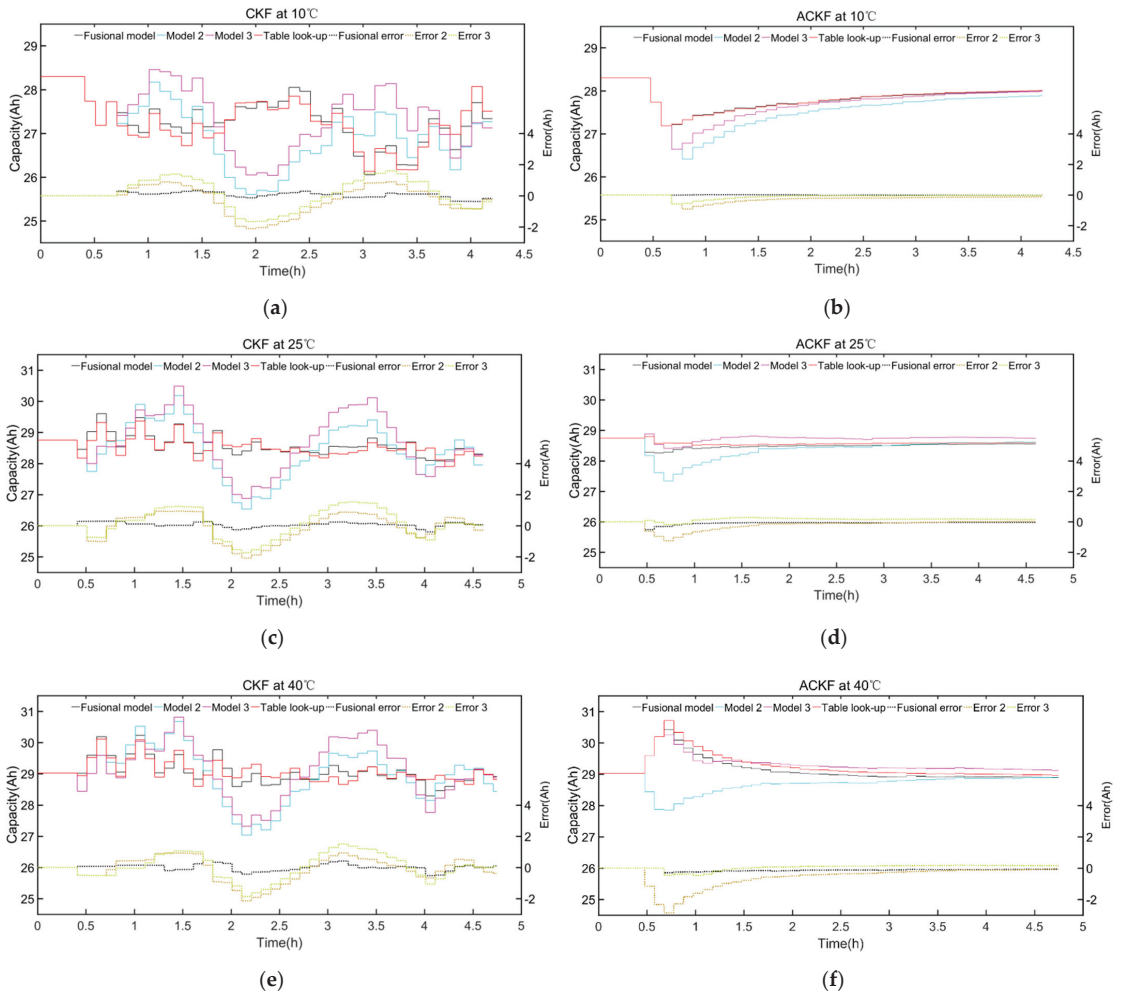 CKF at 10℃
Fusional model Model 2 Model 3 Table look-up Fusional error Error 2 Error 3
29
28
27
26
25
Capacity(Ah)
4
2
0
-2
Error(Ah)
0 0.5 1 1.5 2 2.5 3 3.5 4 4.5
Time(h)
(a)
ACKF at 10℃
Fusional model Model 2 Model 3 Table look-up Fusional error Error 2 Error 3
29
28
27
26
25
Capacity(Ah)
4
2
0
-2
Error(Ah)
0 0.5 1 1.5 2 2.5 3 3.5 4 4.5
Time(h)
(b)
CKF at 25℃
Fusional model Model 2 Model 3 Table look-up Fusional error Error 2 Error 3
31
30
29
28
27
26
25
Capacity(Ah)
4
2
0
-2
Error(Ah)
0 0.5 1 1.5 2 2.5 3 3.5 4 4.5 5
Time(h)
(c)
ACKF at 25℃
Fusional model Model 2 Model 3 Table look-up Fusional error Error 2 Error 3
31
30
29
28
27
26
25
Capacity(Ah)
4
2
0
-2
Error(Ah)
0 0.5 1 1.5 2 2.5 3 3.5 4 4.5 5
Time(h)
(d)
CKF at 40℃
Fusional model Model 2 Model 3 Table look-up Fusional error Error 2 Error 3
31
30
29
28
27
26
25
Capacity(Ah)
4
2
0
-2
Error(Ah)
0 0.5 1 1.5 2 2.5 3 3.5 4 4.5 5
Time(h)
(e)
ACKF at 40℃
Fusional model Model 2 Model 3 Table look-up Fusional error Error 2 Error 3
31
30
29
28
27
26
25
Capacity(Ah)
4
2
0
-2
Error(Ah)
0 0.5 1 1.5 2 2.5 3 3.5 4 4.5 5
Time(h)
(f)